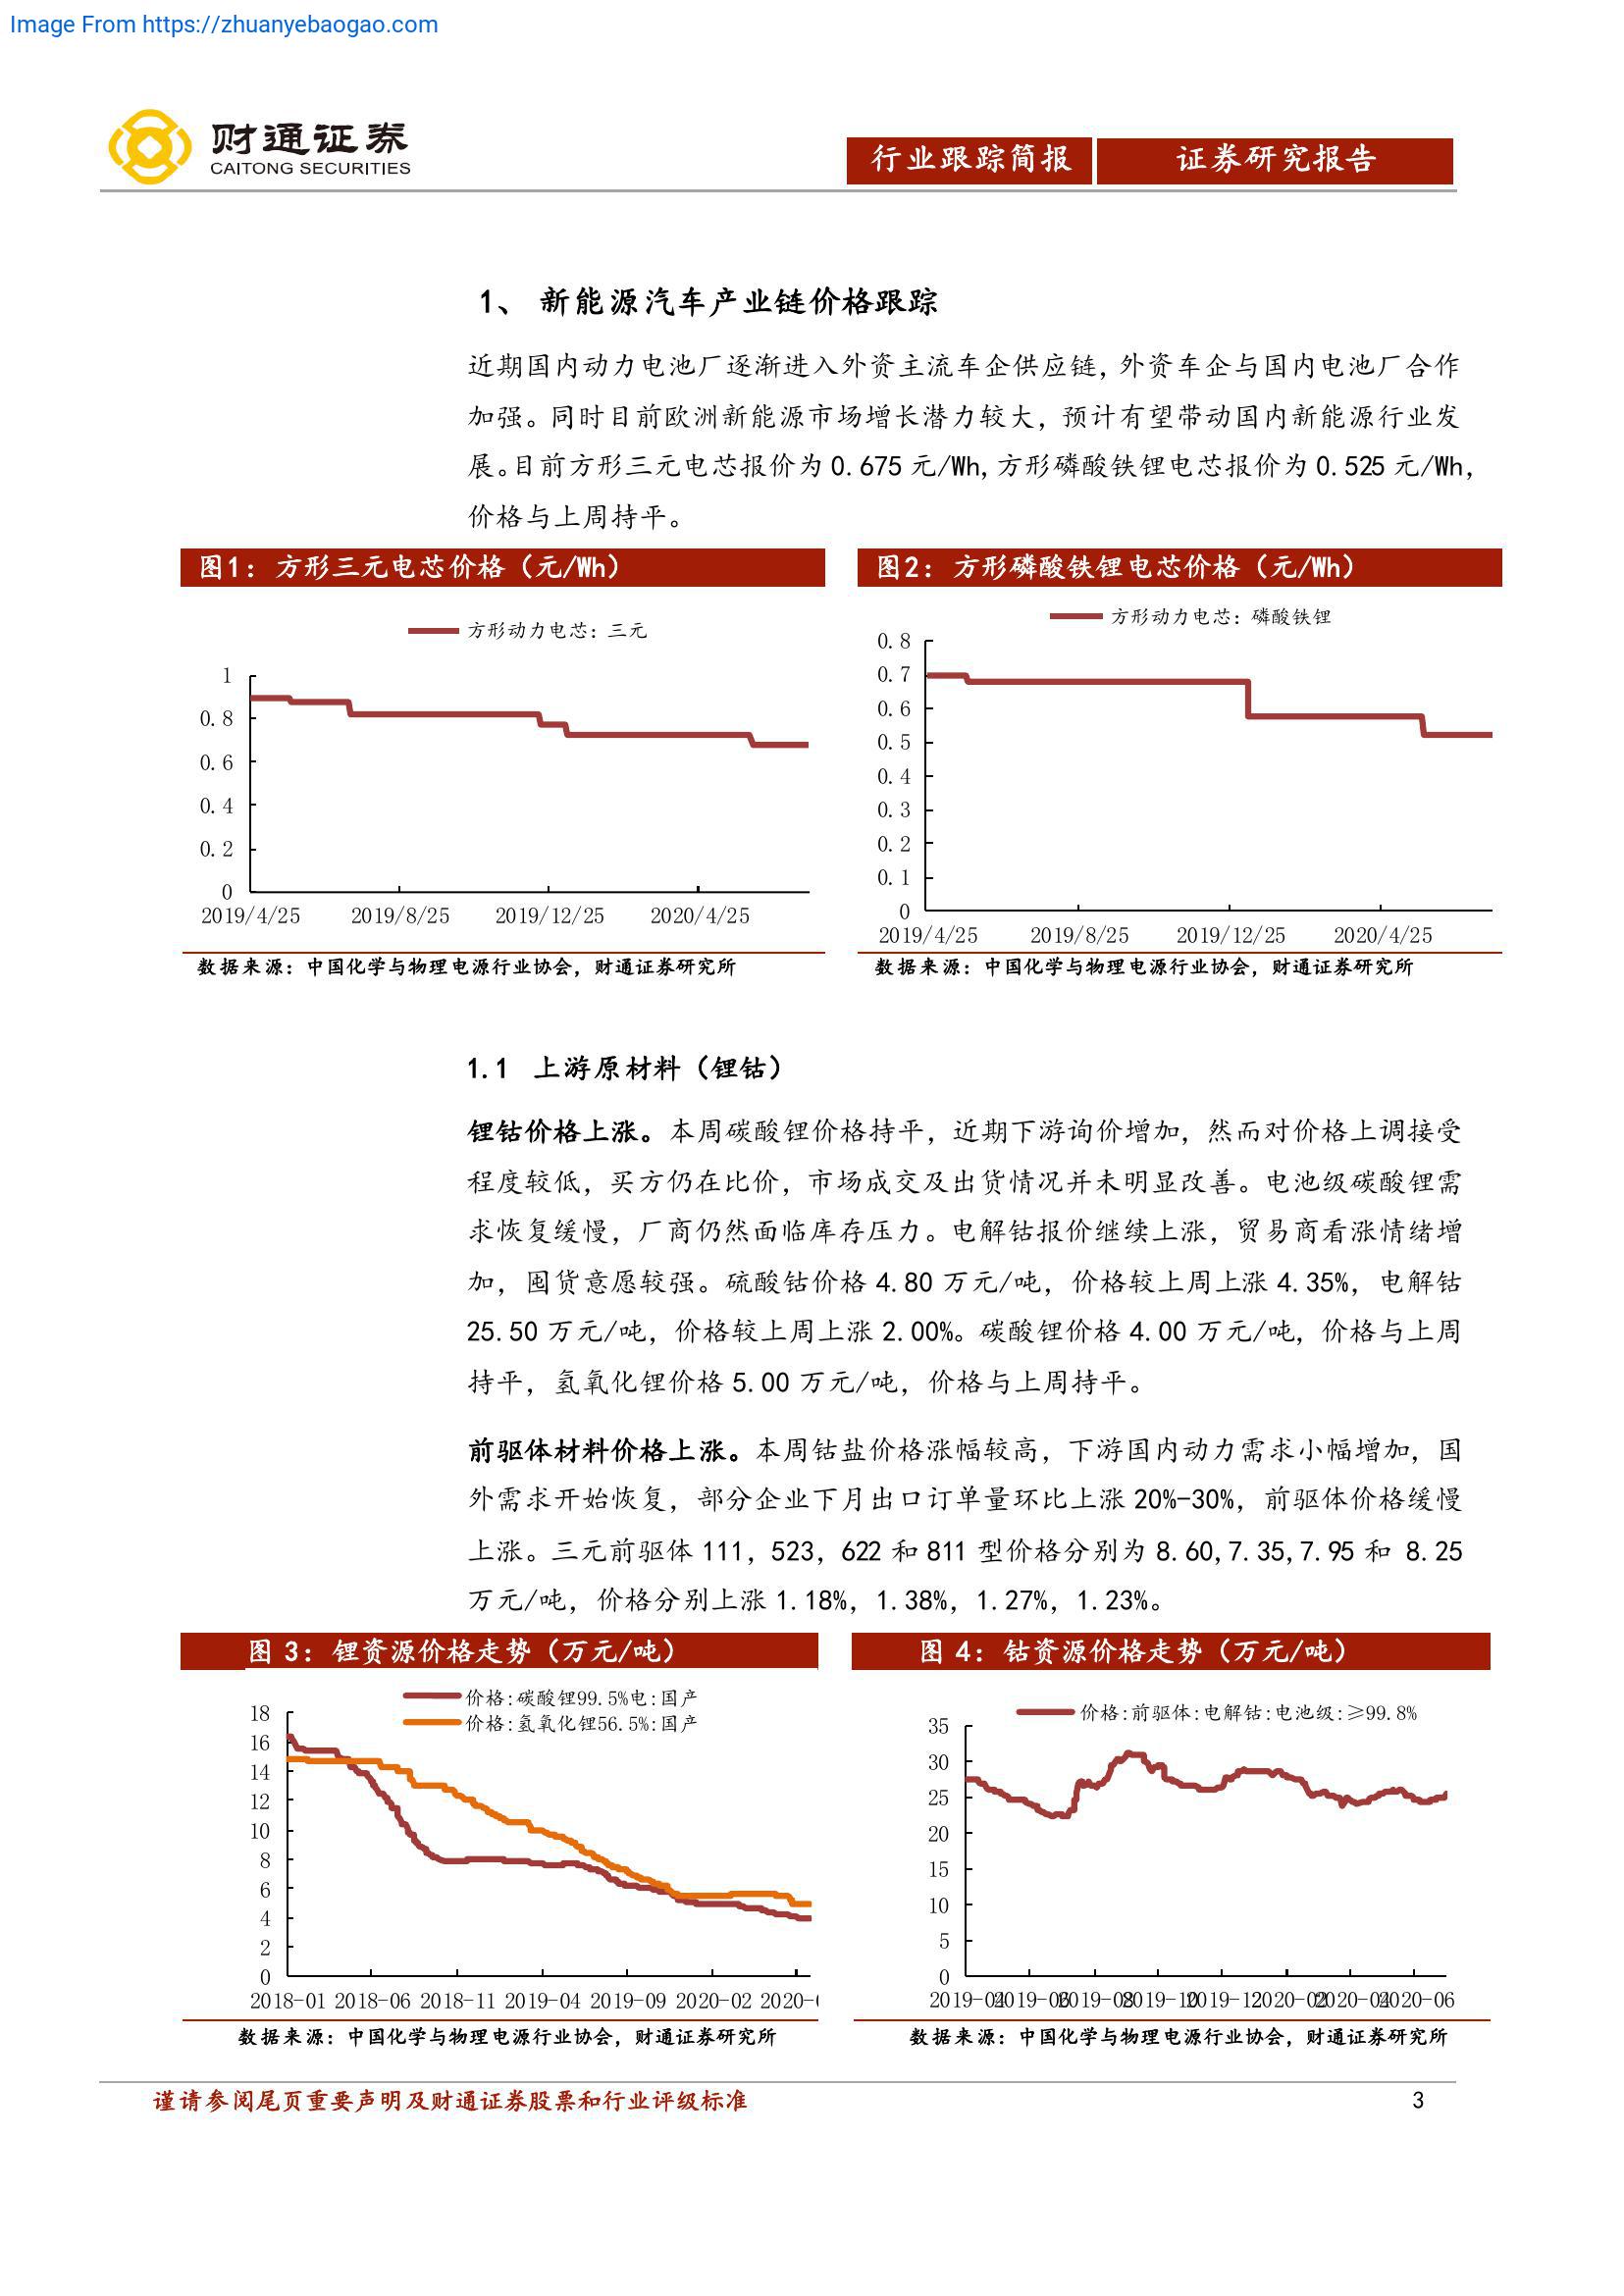 Image From https://zhuanyebaogao.com
财通证券
CAITONG SECURITIES
行业跟踪简报 证券研究报告
1、 新能源汽车产业链价格跟踪
近期国内动力电池厂逐渐进入外资主流车企供应链，外资车企与国内电池厂合作
加强。同时目前欧洲新能源市场增长潜力较大，预计有望带动国内新能源行业发
展。目前方形三元电芯报价为 0.675 元/Wh，方形磷酸铁锂电芯报价为 0.525 元/Wh，
价格与上周持平。
图1：方形三元电芯价格（元/Wh）
方形动力电芯：三元
1
0.8
0.6
0.4
0.2
0
2019/4/25 2019/8/25 2019/12/25 2020/4/25
数据来源：中国化学与物理电源行业协会，财通证券研究所
图2：方形磷酸铁锂电芯价格（元/Wh）
方形动力电芯：磷酸铁锂
0.8
0.7
0.6
0.5
0.4
0.3
0.2
0.1
0
2019/4/25 2019/8/25 2019/12/25 2020/4/25
数据来源：中国化学与物理电源行业协会，财通证券研究所
1.1 上游原材料（锂钴）
锂钴价格上涨。本周碳酸锂价格持平，近期下游询价增加，然而对价格上调接受
程度较低，买方仍在比价，市场成交及出货情况并未明显改善。电池级碳酸锂需
求恢复缓慢，厂商仍然面临库存压力。电解钴报价继续上涨，贸易商看涨情绪增
加，囤货意愿较强。硫酸钴价格 4.80 万元/吨，价格较上周上涨 4.35%，电解钴
25.50 万元/吨，价格较上周上涨 2.00%。碳酸锂价格 4.00 万元/吨，价格与上周
持平，氢氧化锂价格 5.00 万元/吨，价格与上周持平。
前驱体材料价格上涨。本周钴盐价格涨幅较高，下游国内动力需求小幅增加，国
外需求开始恢复，部分企业下月出口订单量环比上涨 20%-30%，前驱体价格缓慢
上涨。三元前驱体 111，523，622 和 811 型价格分别为 8.60,7.35,7.95 和 8.25
万元/吨，价格分别上涨 1.18%，1.38%，1.27%，1.23%。
图 3：锂资源价格走势（万元/吨）
价格:碳酸锂99.5%电:国产
价格:氢氧化锂56.5%:国产
18
16
14
12
10
8
6
4
2
0
2018-01 2018-06 2018-11 2019-04 2019-09 2020-02 2020-
数据来源：中国化学与物理电源行业协会，财通证券研究所
图 4：钴资源价格走势（万元/吨）
价格:前驱体:电解钴:电池级:≥99.8%
35
30
25
20
15
10
5
0
2019-04 2019-06 2019-08 2019-10 2019-12 2020-02 2020-04 2020-06
数据来源：中国化学与物理电源行业协会，财通证券研究所
谨请参阅尾页重要声明及财通证券股票和行业评级标准 3